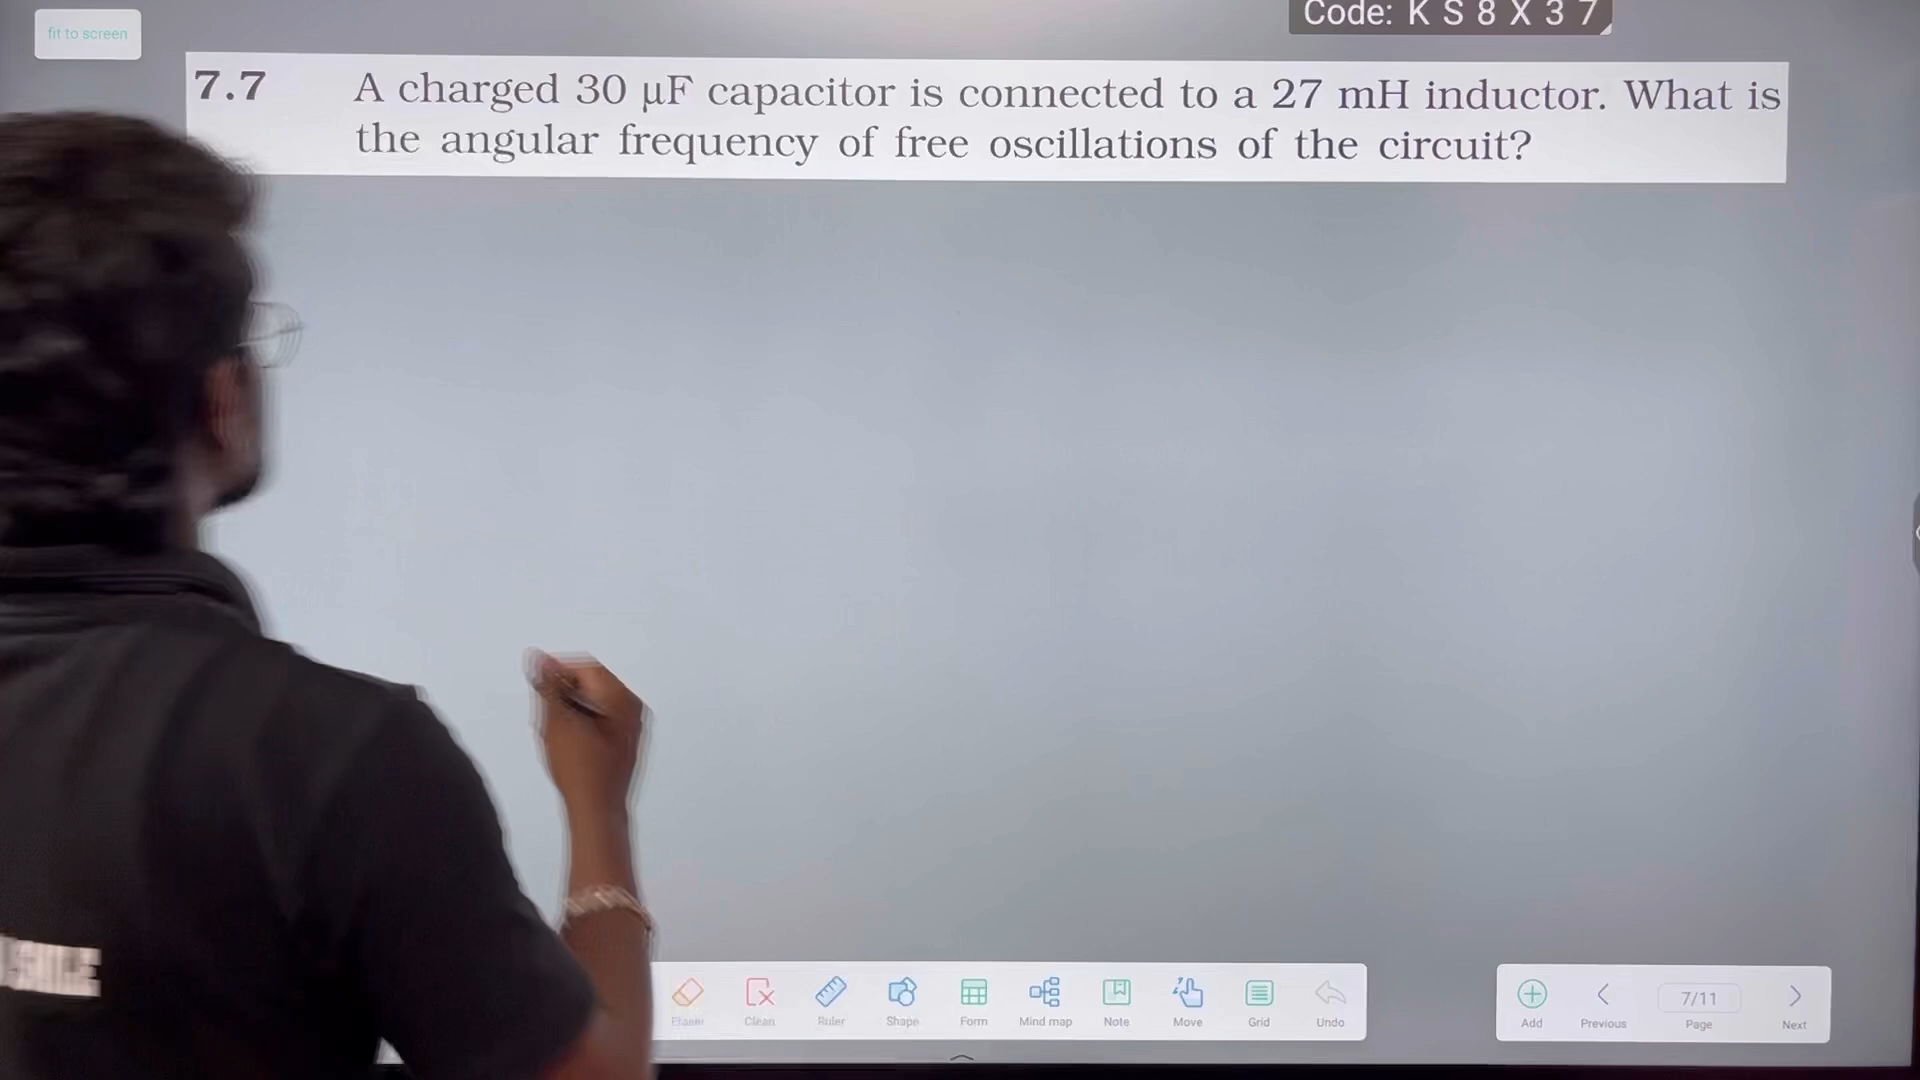 fit to screen
Code: K S 8 X 3 7
7.7 A charged 30 μF capacitor is connected to a 27 mH inductor. What is
the angular frequency of free oscillations of the circuit?
Eraser Clean Ruler Shape Form Mind map Note Move Grid Undo
Add Previous 7/11 Page Next